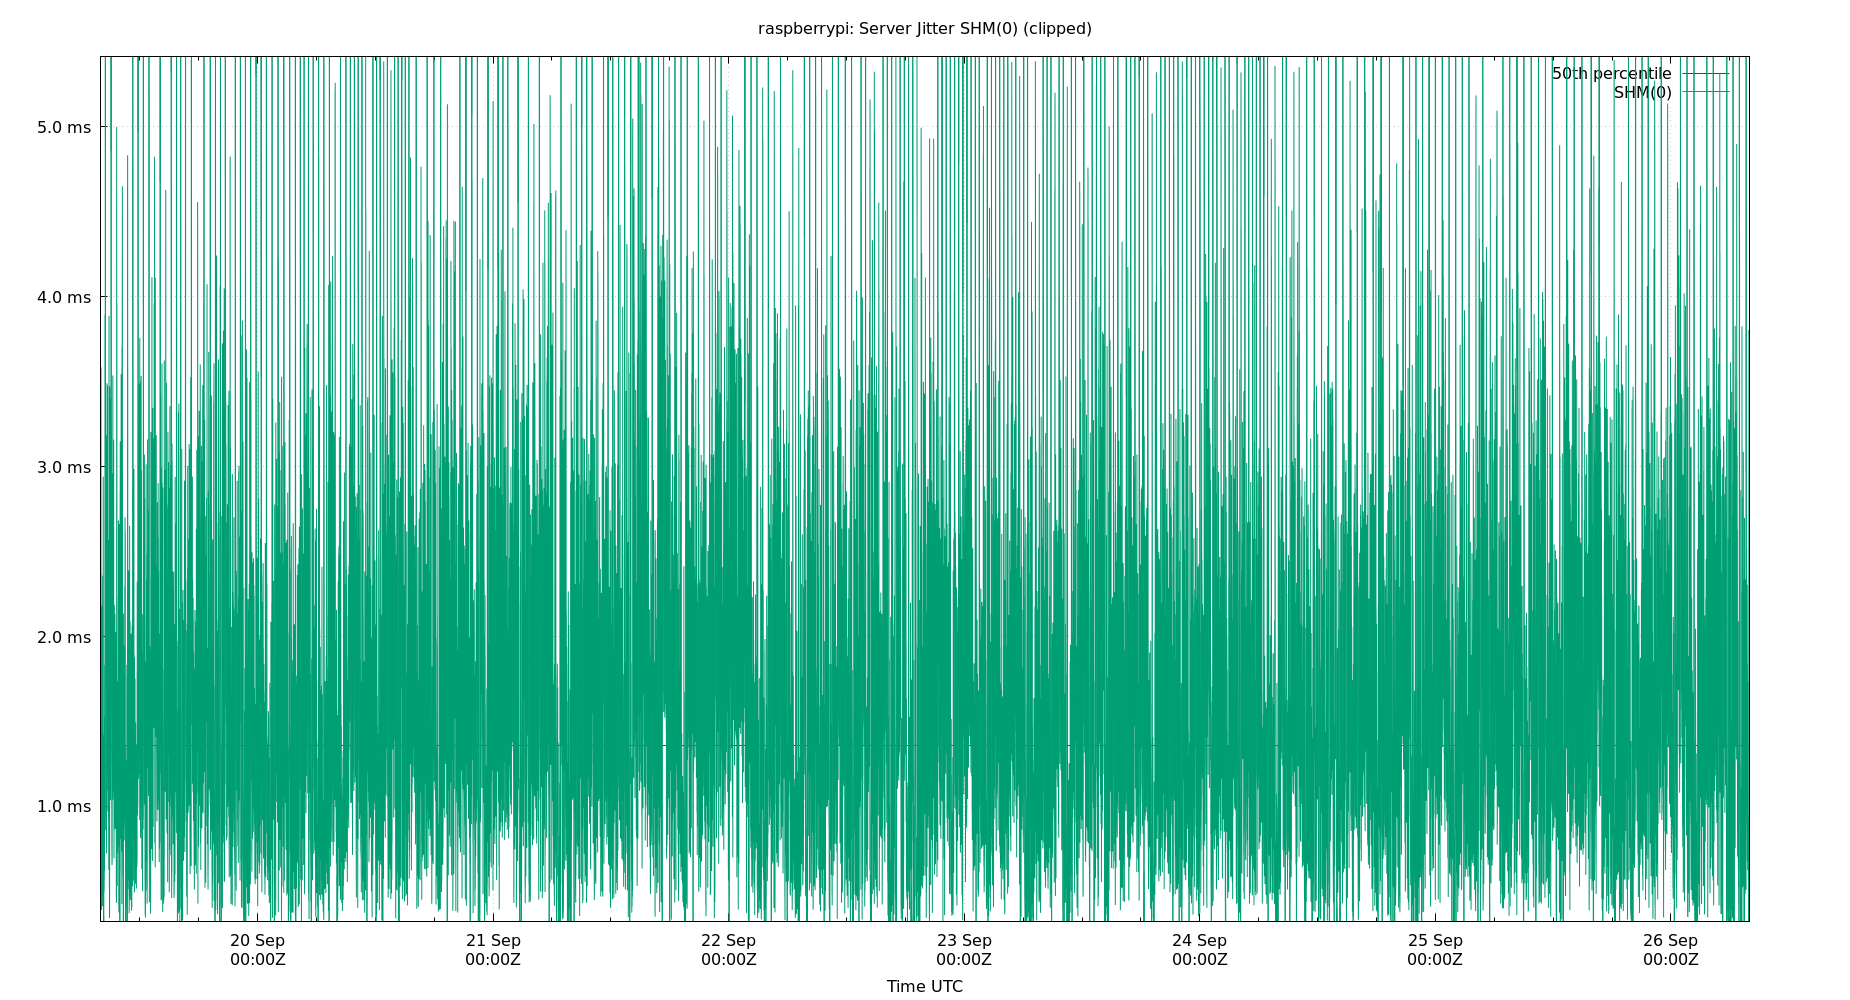 raspberrypi: Server Jitter SHM(0) (clipped)
50th percentile
SHM(0)
5.0 ms
4.0 ms
3.0 ms
2.0 ms
1.0 ms
20 Sep 21 Sep 22 Sep 23 Sep 24 Sep 25 Sep 26 Sep
00:00Z 00:00Z 00:00Z 00:00Z 00:00Z 00:00Z 00:00Z
Time UTC